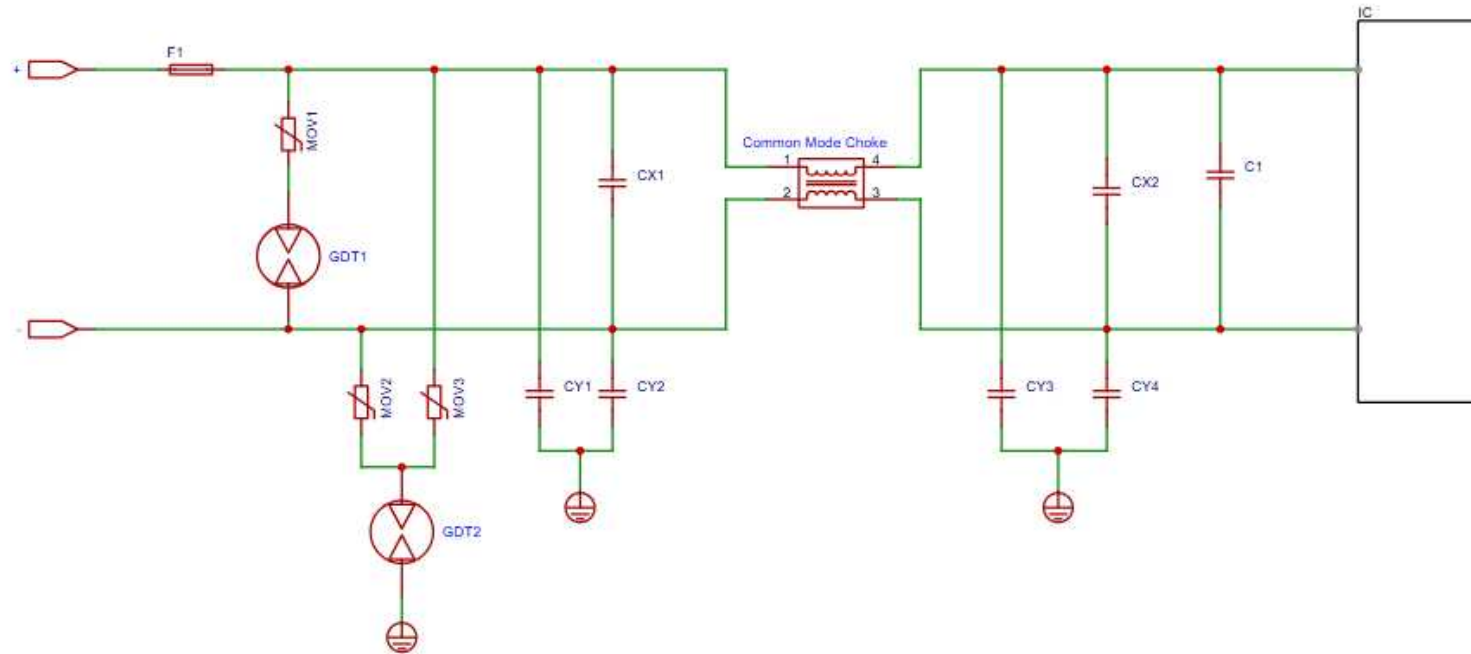 IC
F1
+
MOV1
Common Mode Choke
1 4
2 3
CX1
CX2
C1
GDT1
-
MOV2
MOV3
CY1
CY2
CY3
CY4
GDT2